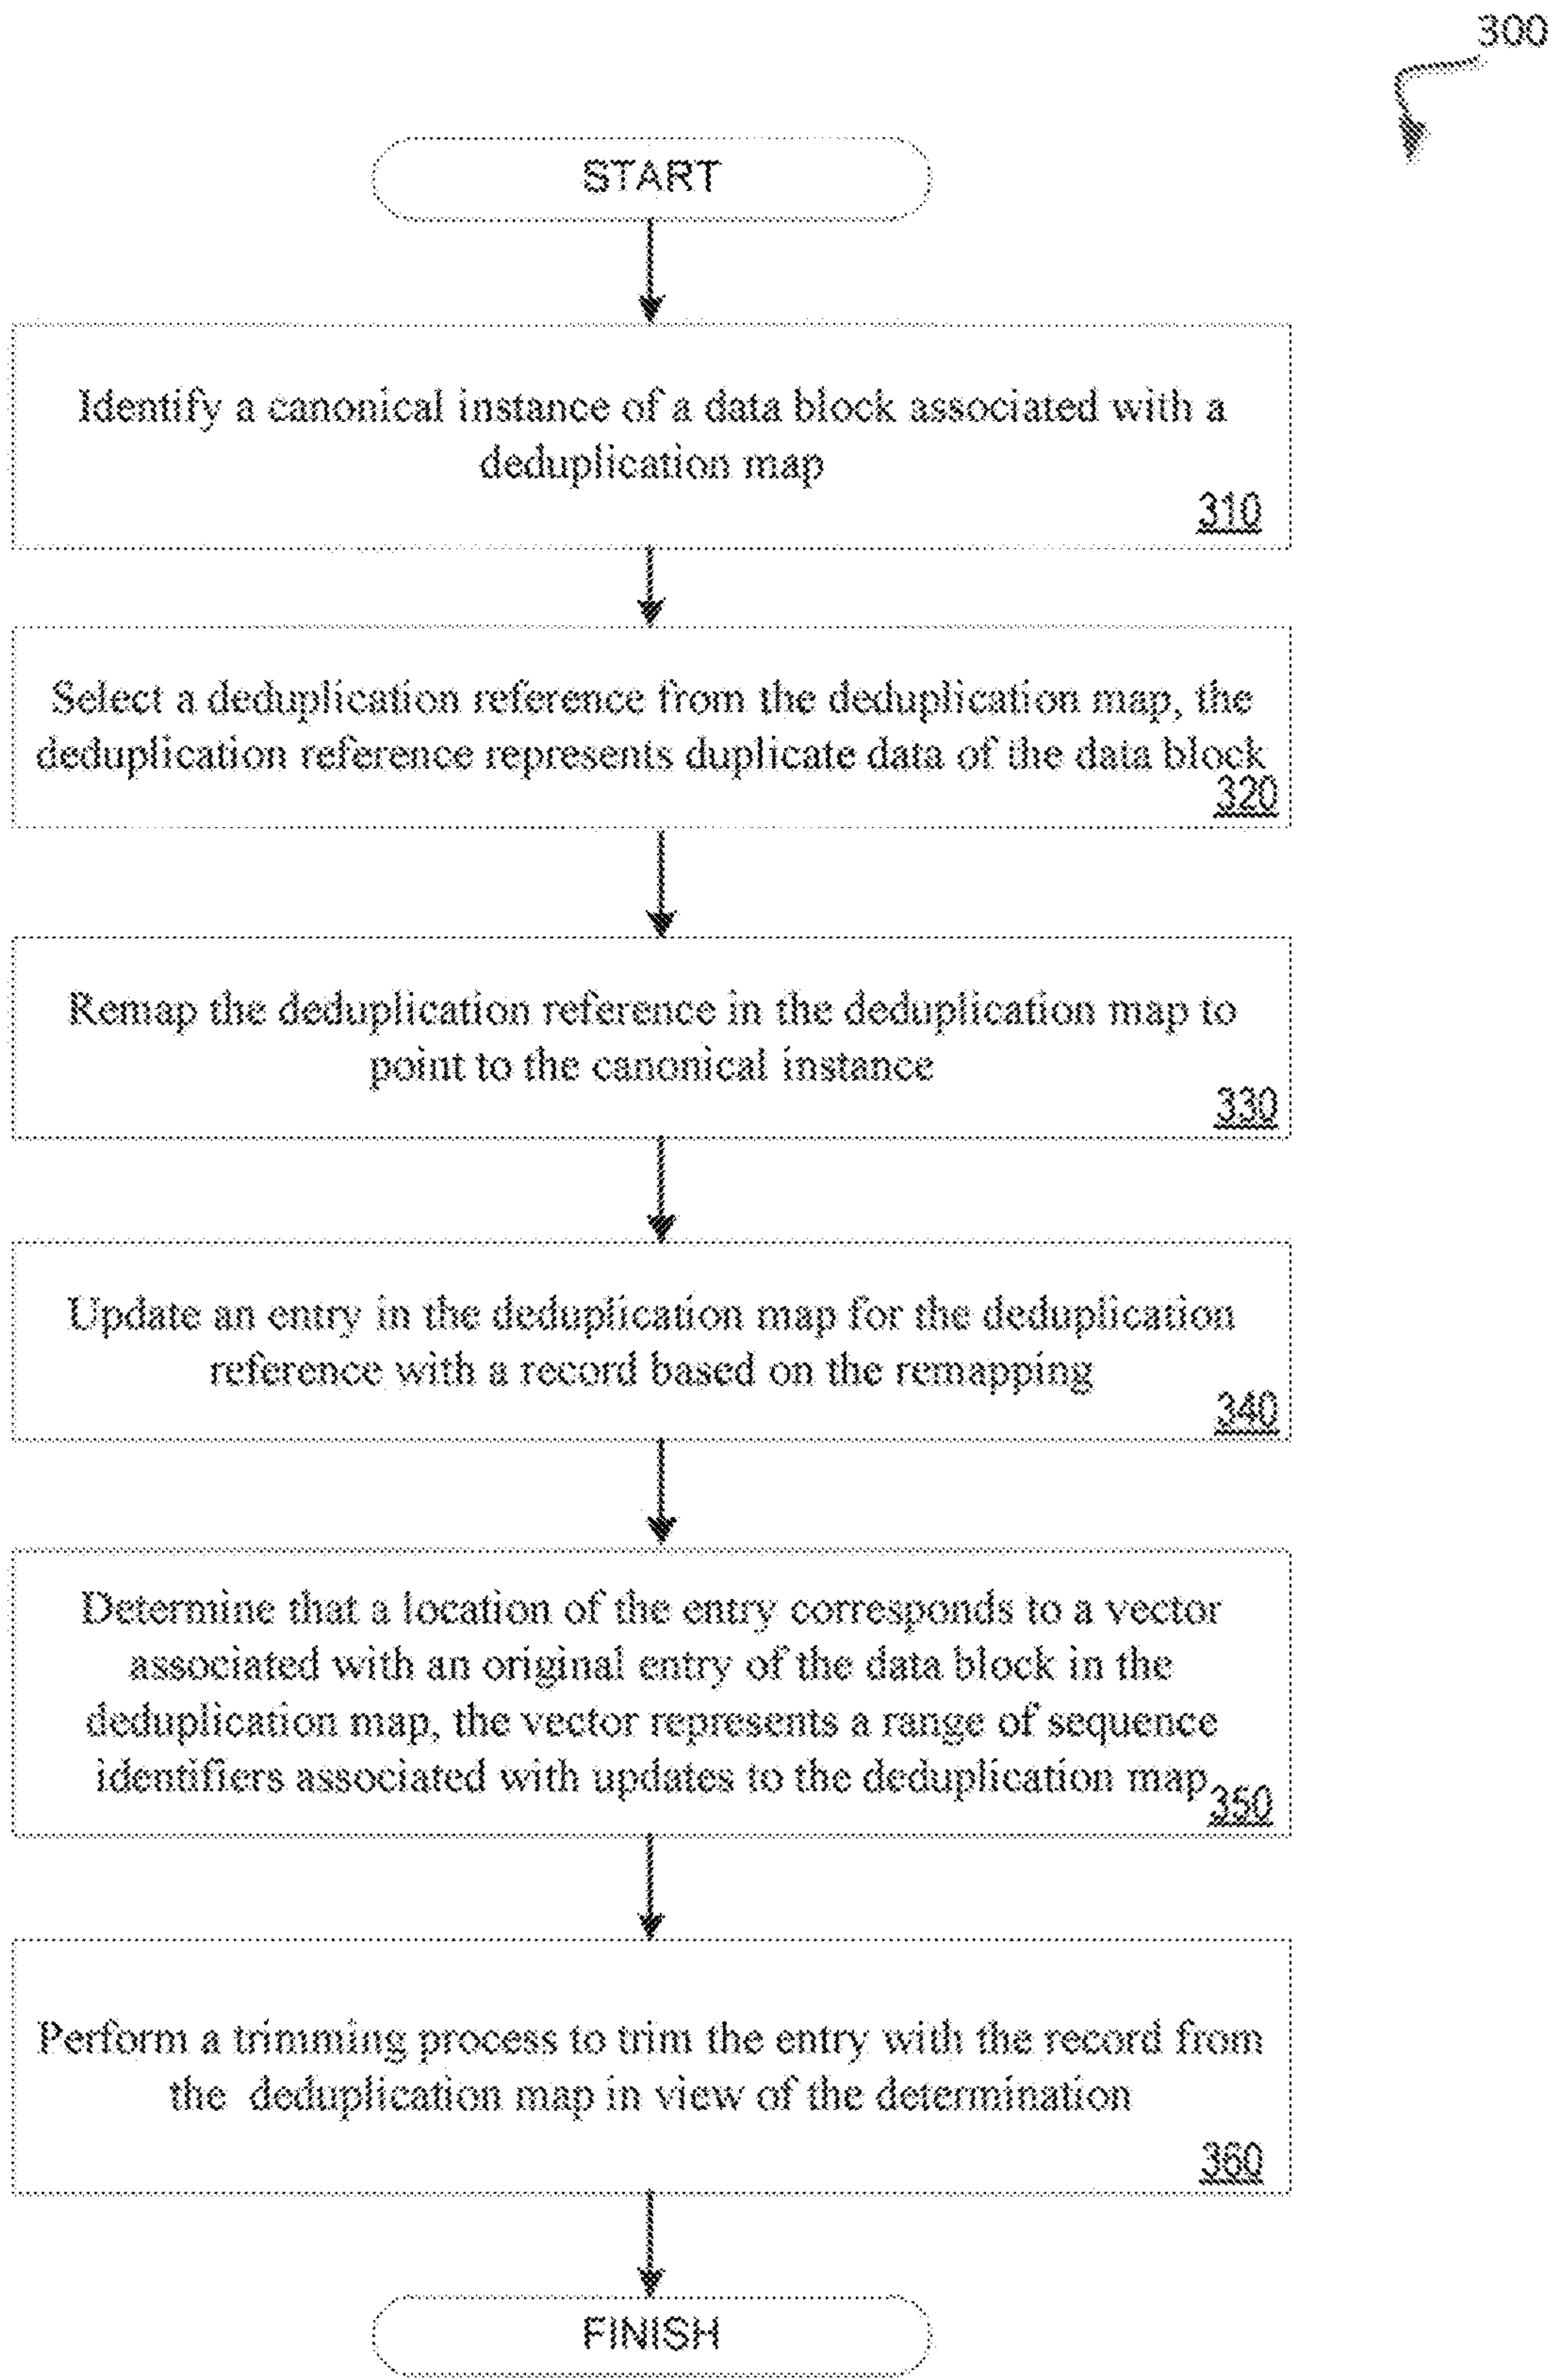 300
START
Identify a canonical instance of a data block associated with a
deduplication map
310
Select a deduplication reference from the deduplication map, the
deduplication reference represents duplicate data of the data block
320
Remap the deduplication reference in the deduplication map to
point to the canonical instance
330
Update an entry in the deduplication map for the deduplication
reference with a record based on the remapping
340
Determine that a location of the entry corresponds to a vector
associated with an original entry of the data block in the
deduplication map, the vector represents a range of sequence
identifiers associated with updates to the deduplication map
350
Perform a trimming process to trim the entry with the record from
the deduplication map in view of the determination
360
FINISH